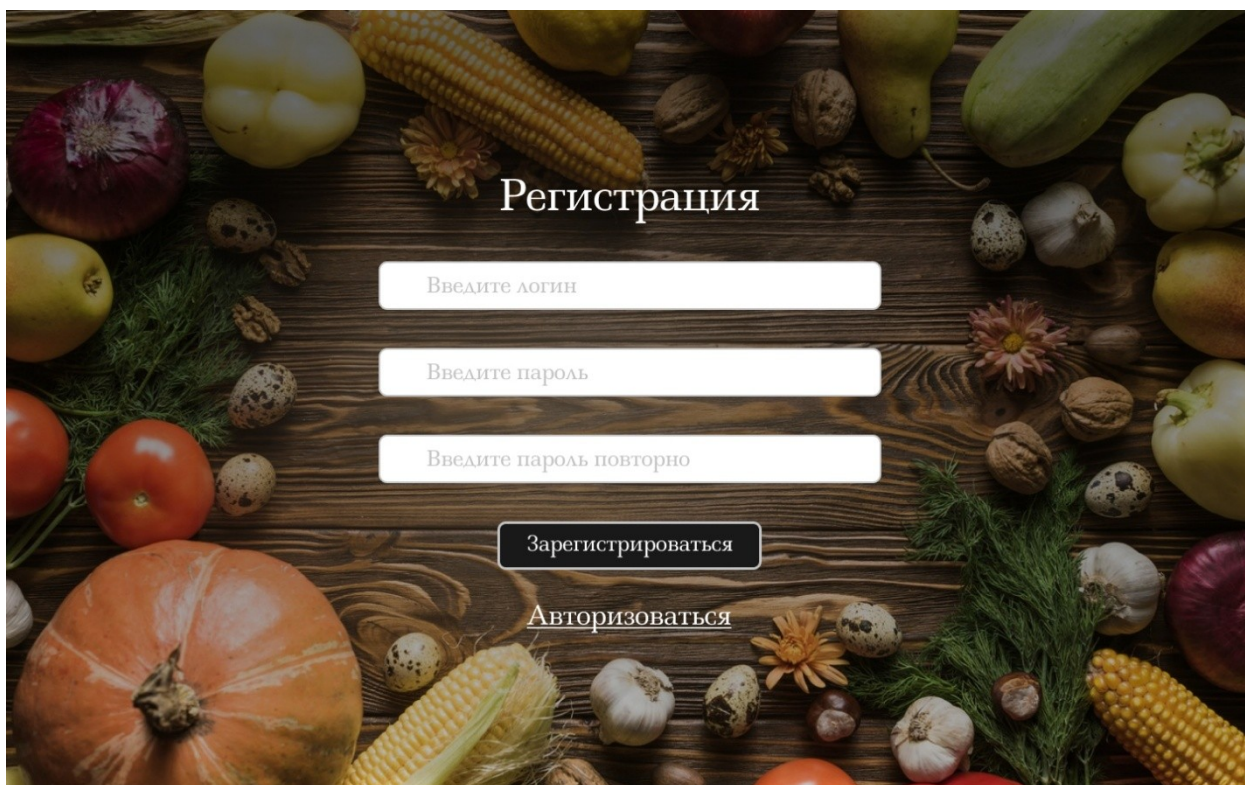 Регистрация
Введите логин
Введите пароль
Введите пароль повторно
Зарегистрироваться
Авторизоваться